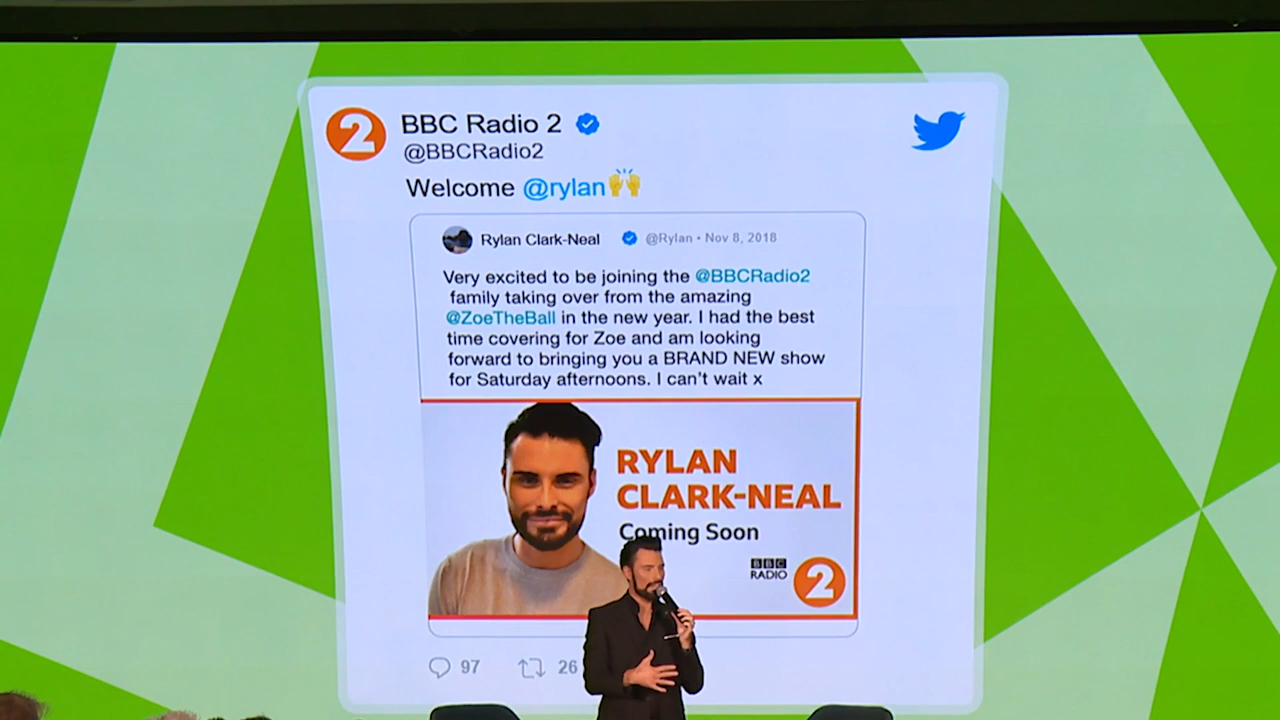 2
BBC Radio 2
@BBCRadio2
Welcome @rylan
Rylan Clark-Neal @Rylan • Nov 8, 2018
Very excited to be joining the @BBCRadio2
family taking over from the amazing
@ZoeTheBall in the new year. I had the best
time covering for Zoe and am looking
forward to bringing you a BRAND NEW show
for Saturday afternoons. I can't wait x
RYLAN
CLARK-NEAL
Coming Soon
BBC
RADIO
2
97 26